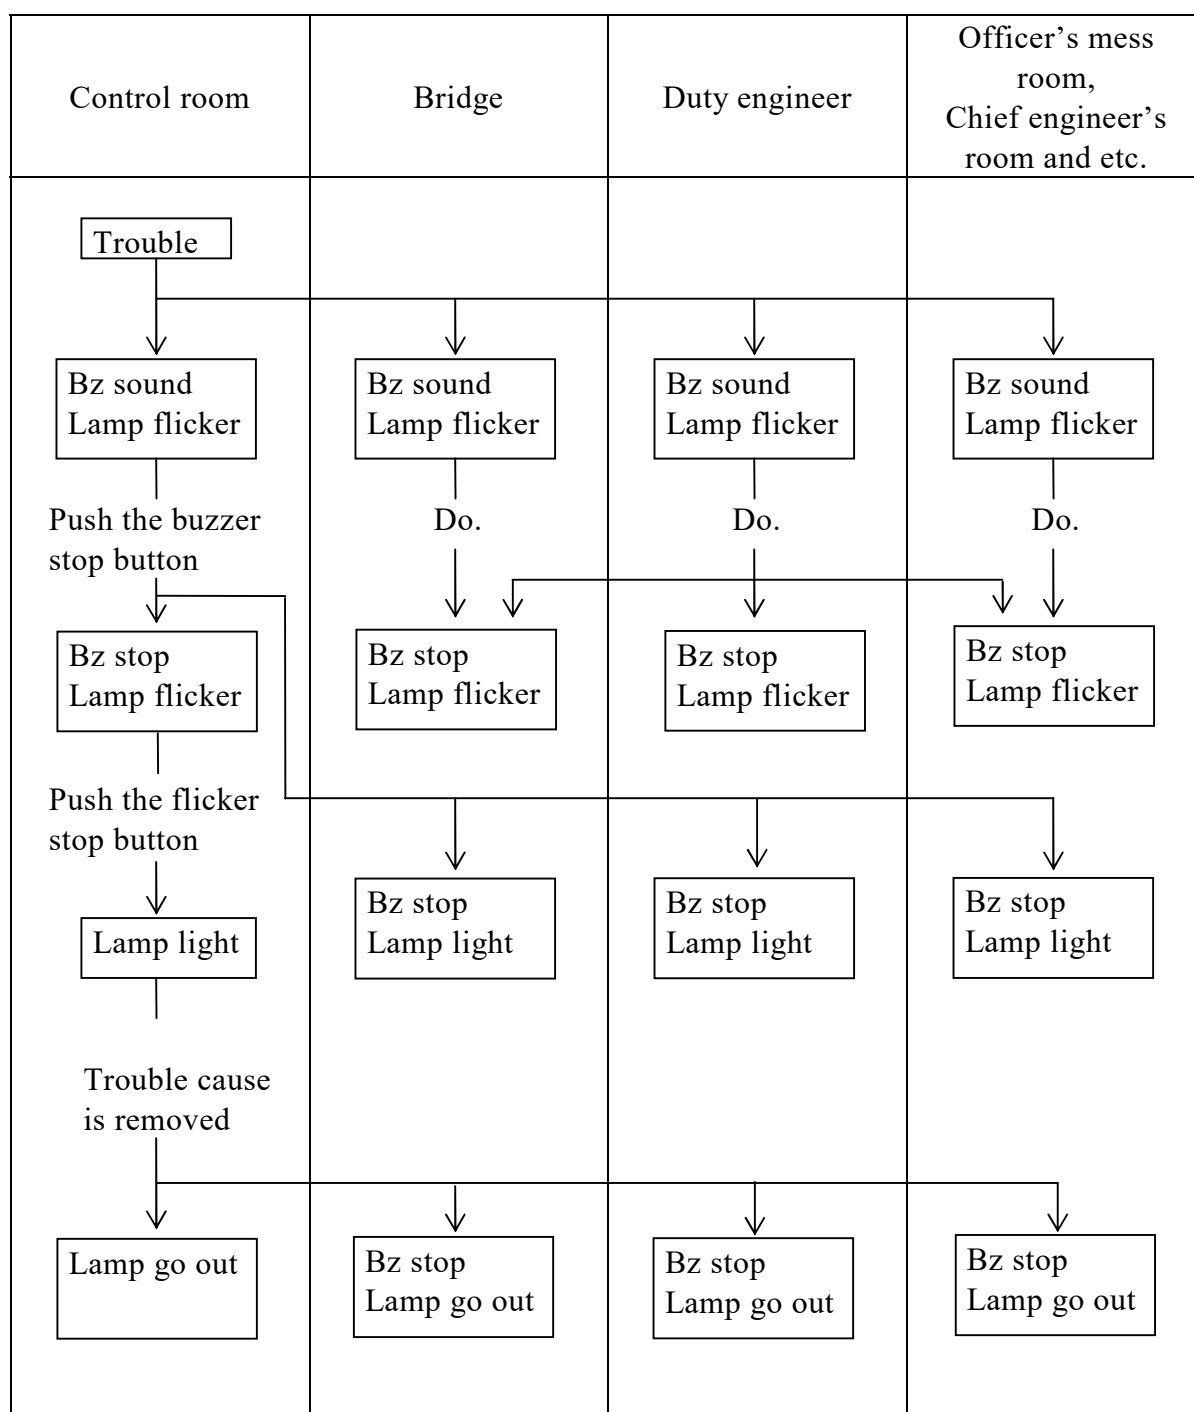 Control room
Bridge
Duty engineer
Officer’s mess
room,
Chief engineer’s
room and etc.
Trouble
Bz sound
Lamp flicker
Bz sound
Lamp flicker
Bz sound
Lamp flicker
Bz sound
Lamp flicker
Push the buzzer
stop button
Do.
Do.
Do.
Bz stop
Lamp flicker
Bz stop
Lamp flicker
Bz stop
Lamp flicker
Bz stop
Lamp flicker
Push the flicker
stop button
Lamp light
Bz stop
Lamp light
Bz stop
Lamp light
Bz stop
Lamp light
Trouble cause
is removed
Lamp go out
Bz stop
Lamp go out
Bz stop
Lamp go out
Bz stop
Lamp go out